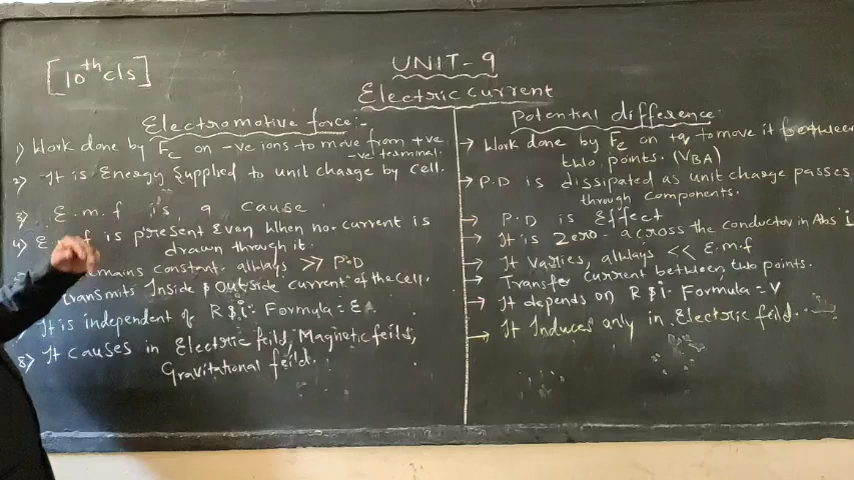 [10th cls]
UNIT-9
Electric current
Electromotive force:-
1) Work done by Fe on -ve ions to move from +ve
-ve terminal.
2) It is Energy Supplied to unit charge by cell.
3) E.m.f is a cause.
4) E f is present Even When no current is
drawn through it.
mains constant. always >> P.D
Transmits Inside & Outside current of the Cell.
It is independent of R & i. Formula = E
8) It causes in Electric feild, Magnetic feild,
Gravitational feild.
Potential difference:
→ Work done by Fe on +q to move it between
two points. (VBA)
→ P.D is dissipated as unit charge passes
through components.
→ P.D is Effect
→ It is Zero - across the conductor in Abs i
→ It Varies, always << E.m.f
→ Transfer Current between two points.
→ It depends on R & i. Formula = V
→ It Induces only in Electric feild.